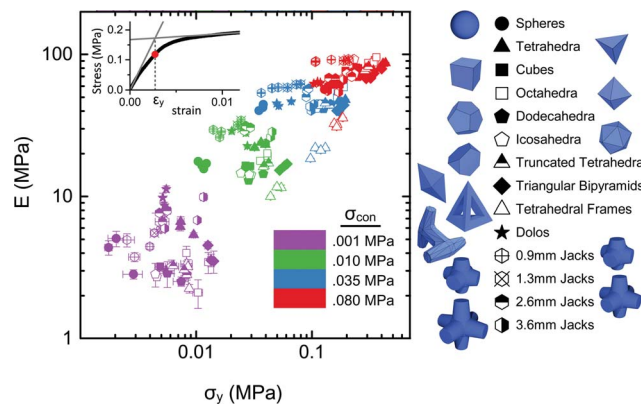 Stress (MPa)
0.2
0.1
0.0
0.00
εy
strain
0.01
E (MPa)
100
10
1
0.01
0.1
σy (MPa)
σcon
.001 MPa
.010 MPa
.035 MPa
.080 MPa
Spheres
Tetrahedra
Cubes
Octahedra
Dodecahedra
Icosahedra
Truncated Tetrahedra
Triangular Bipyramids
Tetrahedral Frames
Dolos
0.9mm Jacks
1.3mm Jacks
2.6mm Jacks
3.6mm Jacks